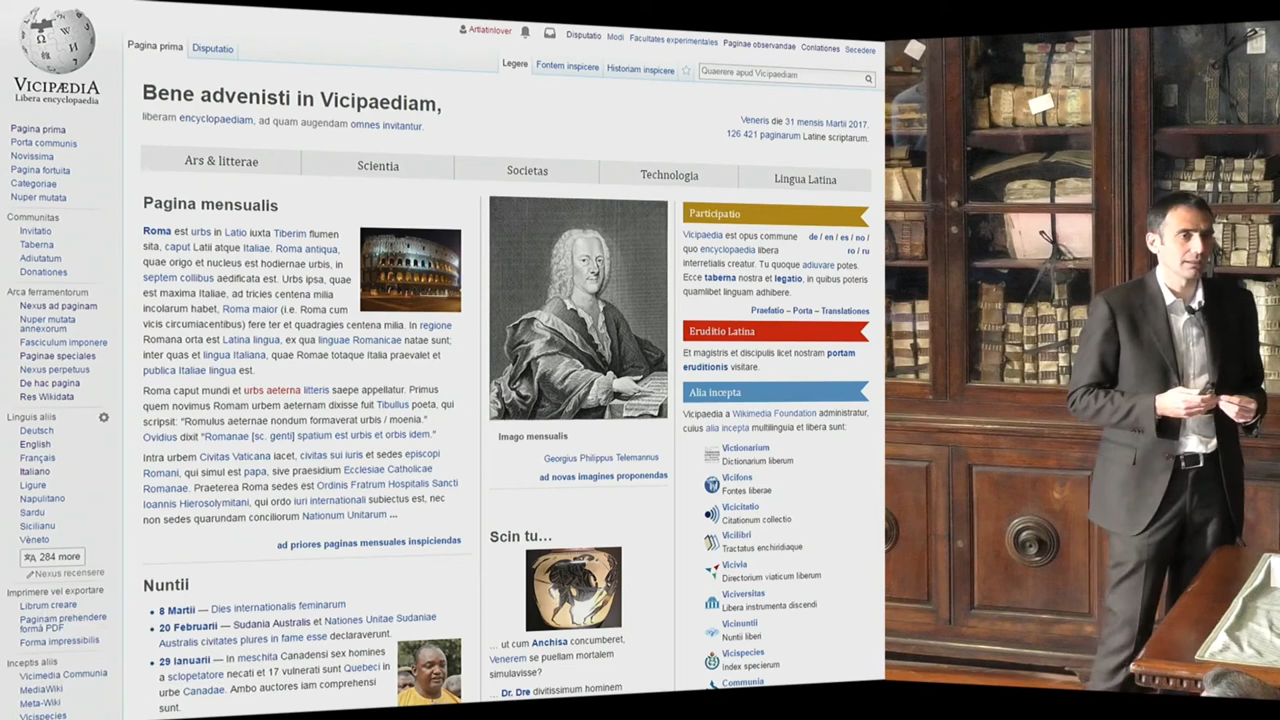 VICIPÆDIA
Libera encyclopaedia
Pagina prima
Porta communis
Novissima
Pagina fortuita
Categoriae
Nuper mutata
Communitas
Invitatio
Taberna
Adiutatum
Donationes
Arca ferramentorum
Nexus ad paginam
Nuper mutata
annexorum
Fasciculum imponere
Paginae speciales
Nexus perpetuus
De hac pagina
Res Wikidata
Linguis aliis
Deutsch
English
Français
Italiano
Ligure
Napulitano
Sardu
Sicilianu
Vèneto
284 more
Nexus recensere
Imprimere vel exportare
Librum creare
Paginam prehendere
formā PDF
Forma impressibilis
Inceptis aliis
Vicimedia Communia
MediaWiki
Meta-Wiki
Vicispecies
Artlatinlover
Disputatio
Modi
Facultates experimentales
Paginae observandae
Conlationes
Secedere
Pagina prima
Disputatio
Legere
Fontem inspicere
Historiam inspicere
Quaerere apud Vicipaediam
Bene advenisti in Vicipaediam,
liberam encyclopaediam, ad quam augendam omnes invitantur.
Veneris die 31 mensis Martii 2017.
126 421 paginarum Latine scriptarum.
Ars & litterae
Scientia
Societas
Technologia
Lingua Latina
Pagina mensualis
Roma est urbs in Latio iuxta Tiberim flumen
sita, caput Latii atque Italiae. Roma antiqua,
quae origo et nucleus est hodiernae urbis, in
septem collibus aedificata est. Urbs ipsa, quae
est maxima Italiae, ad tricies centena milia
incolarum habet, Roma maior (i.e. Roma cum
vicis circumiacentibus) fere ter et quadragies centena milia. In regione
Romana orta est Latina lingua, ex qua linguae Romanicae natae sunt;
inter quas et lingua Italiana, quae Romae totaque Italia praevalet et
publica Italiae lingua est.
Roma caput mundi et urbs aeterna litteris saepe appellatur. Primus
quem novimus Romam urbem aeternam dixisse fuit Tibullus poeta, qui
scripsit: "Romulus aeternae nondum formaverat urbis / moenia."
Ovidius dixit "Romanae [sc. genti] spatium est urbis et orbis idem."
Intra urbem Civitas Vaticana iacet, civitas sui iuris et sedes episcopi
Romani, qui simul est papa, sive praesidium Ecclesiae Catholicae
Romanae. Praeterea Roma sedes est Ordinis Fratrum Hospitalis Sancti
Ioannis Hierosolymitani, qui ordo iuri internationali subiectus est, nec
non sedes quarundam conciliorum Nationum Unitarum ...
ad priores paginas mensuales inspiciendas
Nuntii
8 Martii — Dies internationalis feminarum
20 Februarii — Sudania Australis et Nationes Unitae Sudaniae
Australis civitates plures in fame esse declaraverunt.
29 Ianuarii — In meschita Canadensi sex homines
a sclopetatore necati et 17 vulnerati sunt Quebeci in
urbe Canadae. Ambo auctores iam comprehensi
sunt.
Imago mensualis
Georgius Philippus Telemannus
ad novas imagines proponendas
Scin tu…
... ut cum Anchisa concumberet,
Venerem se puellam mortalem
simulavisse?
... Dr. Dre divitissimum hominem
Participatio
Vicipaedia est opus commune
quo encyclopaedia libera
de / en / es / no /
ro / ru
interretialis creatur. Tu quoque adiuvare potes.
Ecce taberna nostra et legatio, in quibus poteris
quamlibet linguam adhibere.
Praefatio – Porta – Translationes
Eruditio Latina
Et magistris et discipulis licet nostram portam
eruditionis visitare.
Alia incepta
Vicipaedia a Wikimedia Foundation administratur,
cuius alia incepta multilinguia et libera sunt:
Victionarium
Dictionarium liberum
Vicifons
Fontes liberae
Vicicitatio
Citationum collectio
Vicilibri
Tractatus enchiridiaque
Vicivia
Directorium viaticum liberum
Viciversitas
Libera instrumenta discendi
Vicinuntii
Nuntii liberi
Vicispecies
Index specierum
Communia